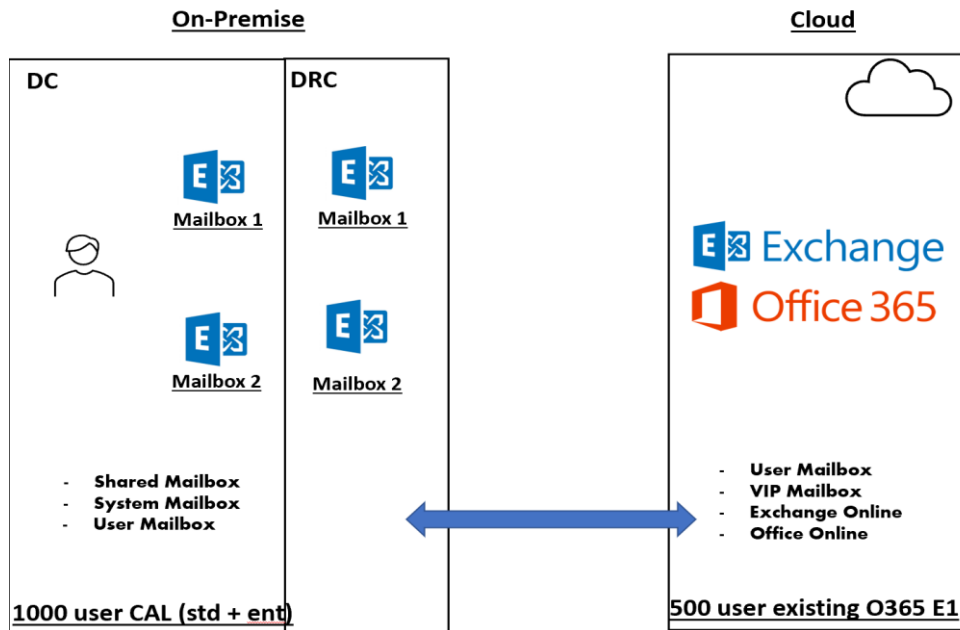 On-Premise
Cloud
DC
DRC
E
Mailbox 1
E
Mailbox 1
E
Mailbox 2
E
Mailbox 2
E Exchange
Office 365
- Shared Mailbox
- System Mailbox
- User Mailbox
- User Mailbox
- VIP Mailbox
- Exchange Online
- Office Online
1000 user CAL (std + ent)
500 user existing O365 E1